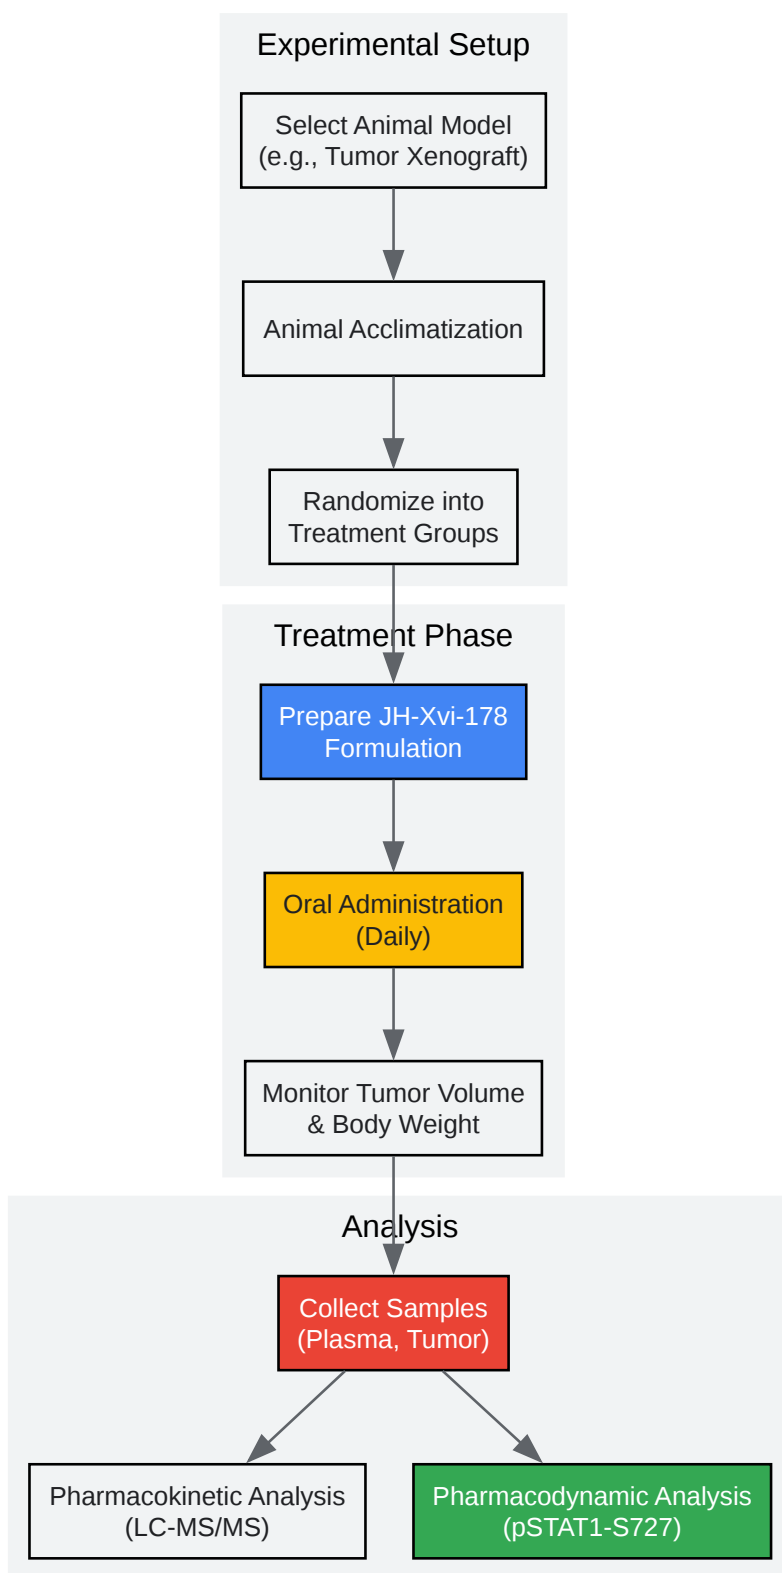 Experimental Setup
Select Animal Model
(e.g., Tumor Xenograft)
Animal Acclimatization
Randomize into
Treatment Groups
Treatment Phase
Prepare JH-Xvi-178
Formulation
Oral Administration
(Daily)
Monitor Tumor Volume
& Body Weight
Analysis
Collect Samples
(Plasma, Tumor)
Pharmacokinetic Analysis
(LC-MS/MS)
Pharmacodynamic Analysis
(pSTAT1-S727)